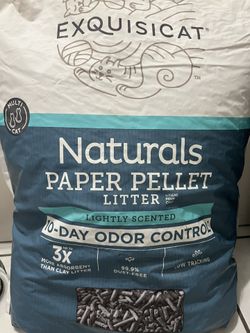 EXQUISICAT
TM
MULTI
CAT
Naturals
PAPER PELLET
LITTER
LIGHTLY SCENTED
10-DAY ODOR CONTROL
3X
MORE ABSORBENT
THAN CLAY LITTER
99.9%
DUST FREE
LOW TRACKING